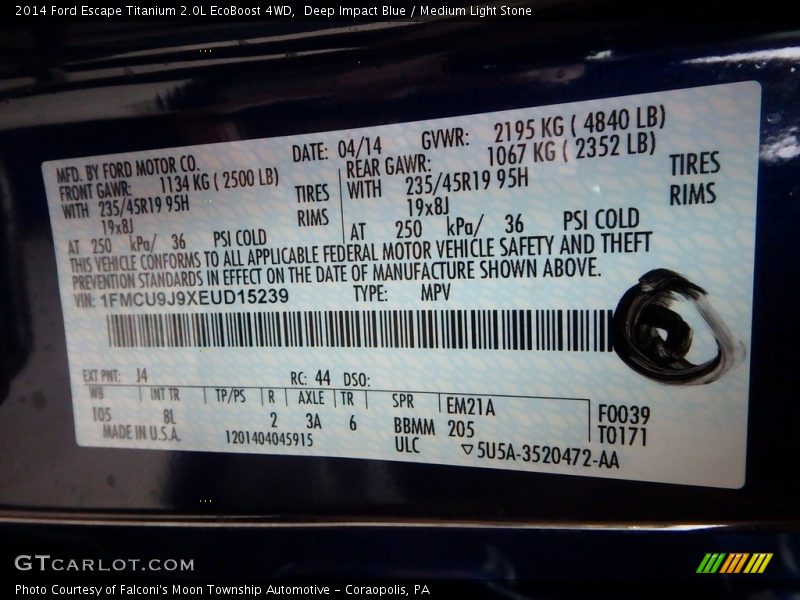 2014 Ford Escape Titanium 2.0L EcoBoost 4WD, Deep Impact Blue / Medium Light Stone
MFD. BY FORD MOTOR CO. DATE: 04/14 GVWR: 2195 KG ( 4840 LB)
FRONT GAWR: 1134 KG ( 2500 LB) REAR GAWR: 1067 KG ( 2352 LB)
WITH 235/45R19 95H TIRES WITH 235/45R19 95H TIRES
19x8J RIMS 19x8J RIMS
AT 250 kPa/ 36 PSI COLD AT 250 kPa/ 36 PSI COLD
THIS VEHICLE CONFORMS TO ALL APPLICABLE FEDERAL MOTOR VEHICLE SAFETY AND THEFT
PREVENTION STANDARDS IN EFFECT ON THE DATE OF MANUFACTURE SHOWN ABOVE.
VIN: 1FMCU9J9XEUD15239 TYPE: MPV
EXT PNT: J4 RC: 44 DSO:
WB INT TR TP/PS R AXLE TR SPR EM21A F0039
105 8L 2 3A 6 BBMM 205 T0171
MADE IN U.S.A. 1201404045915 ULC ▽5U5A-3520472-AA
GTCARLOT.COM
Photo Courtesy of Falconi's Moon Township Automotive - Coraopolis, PA